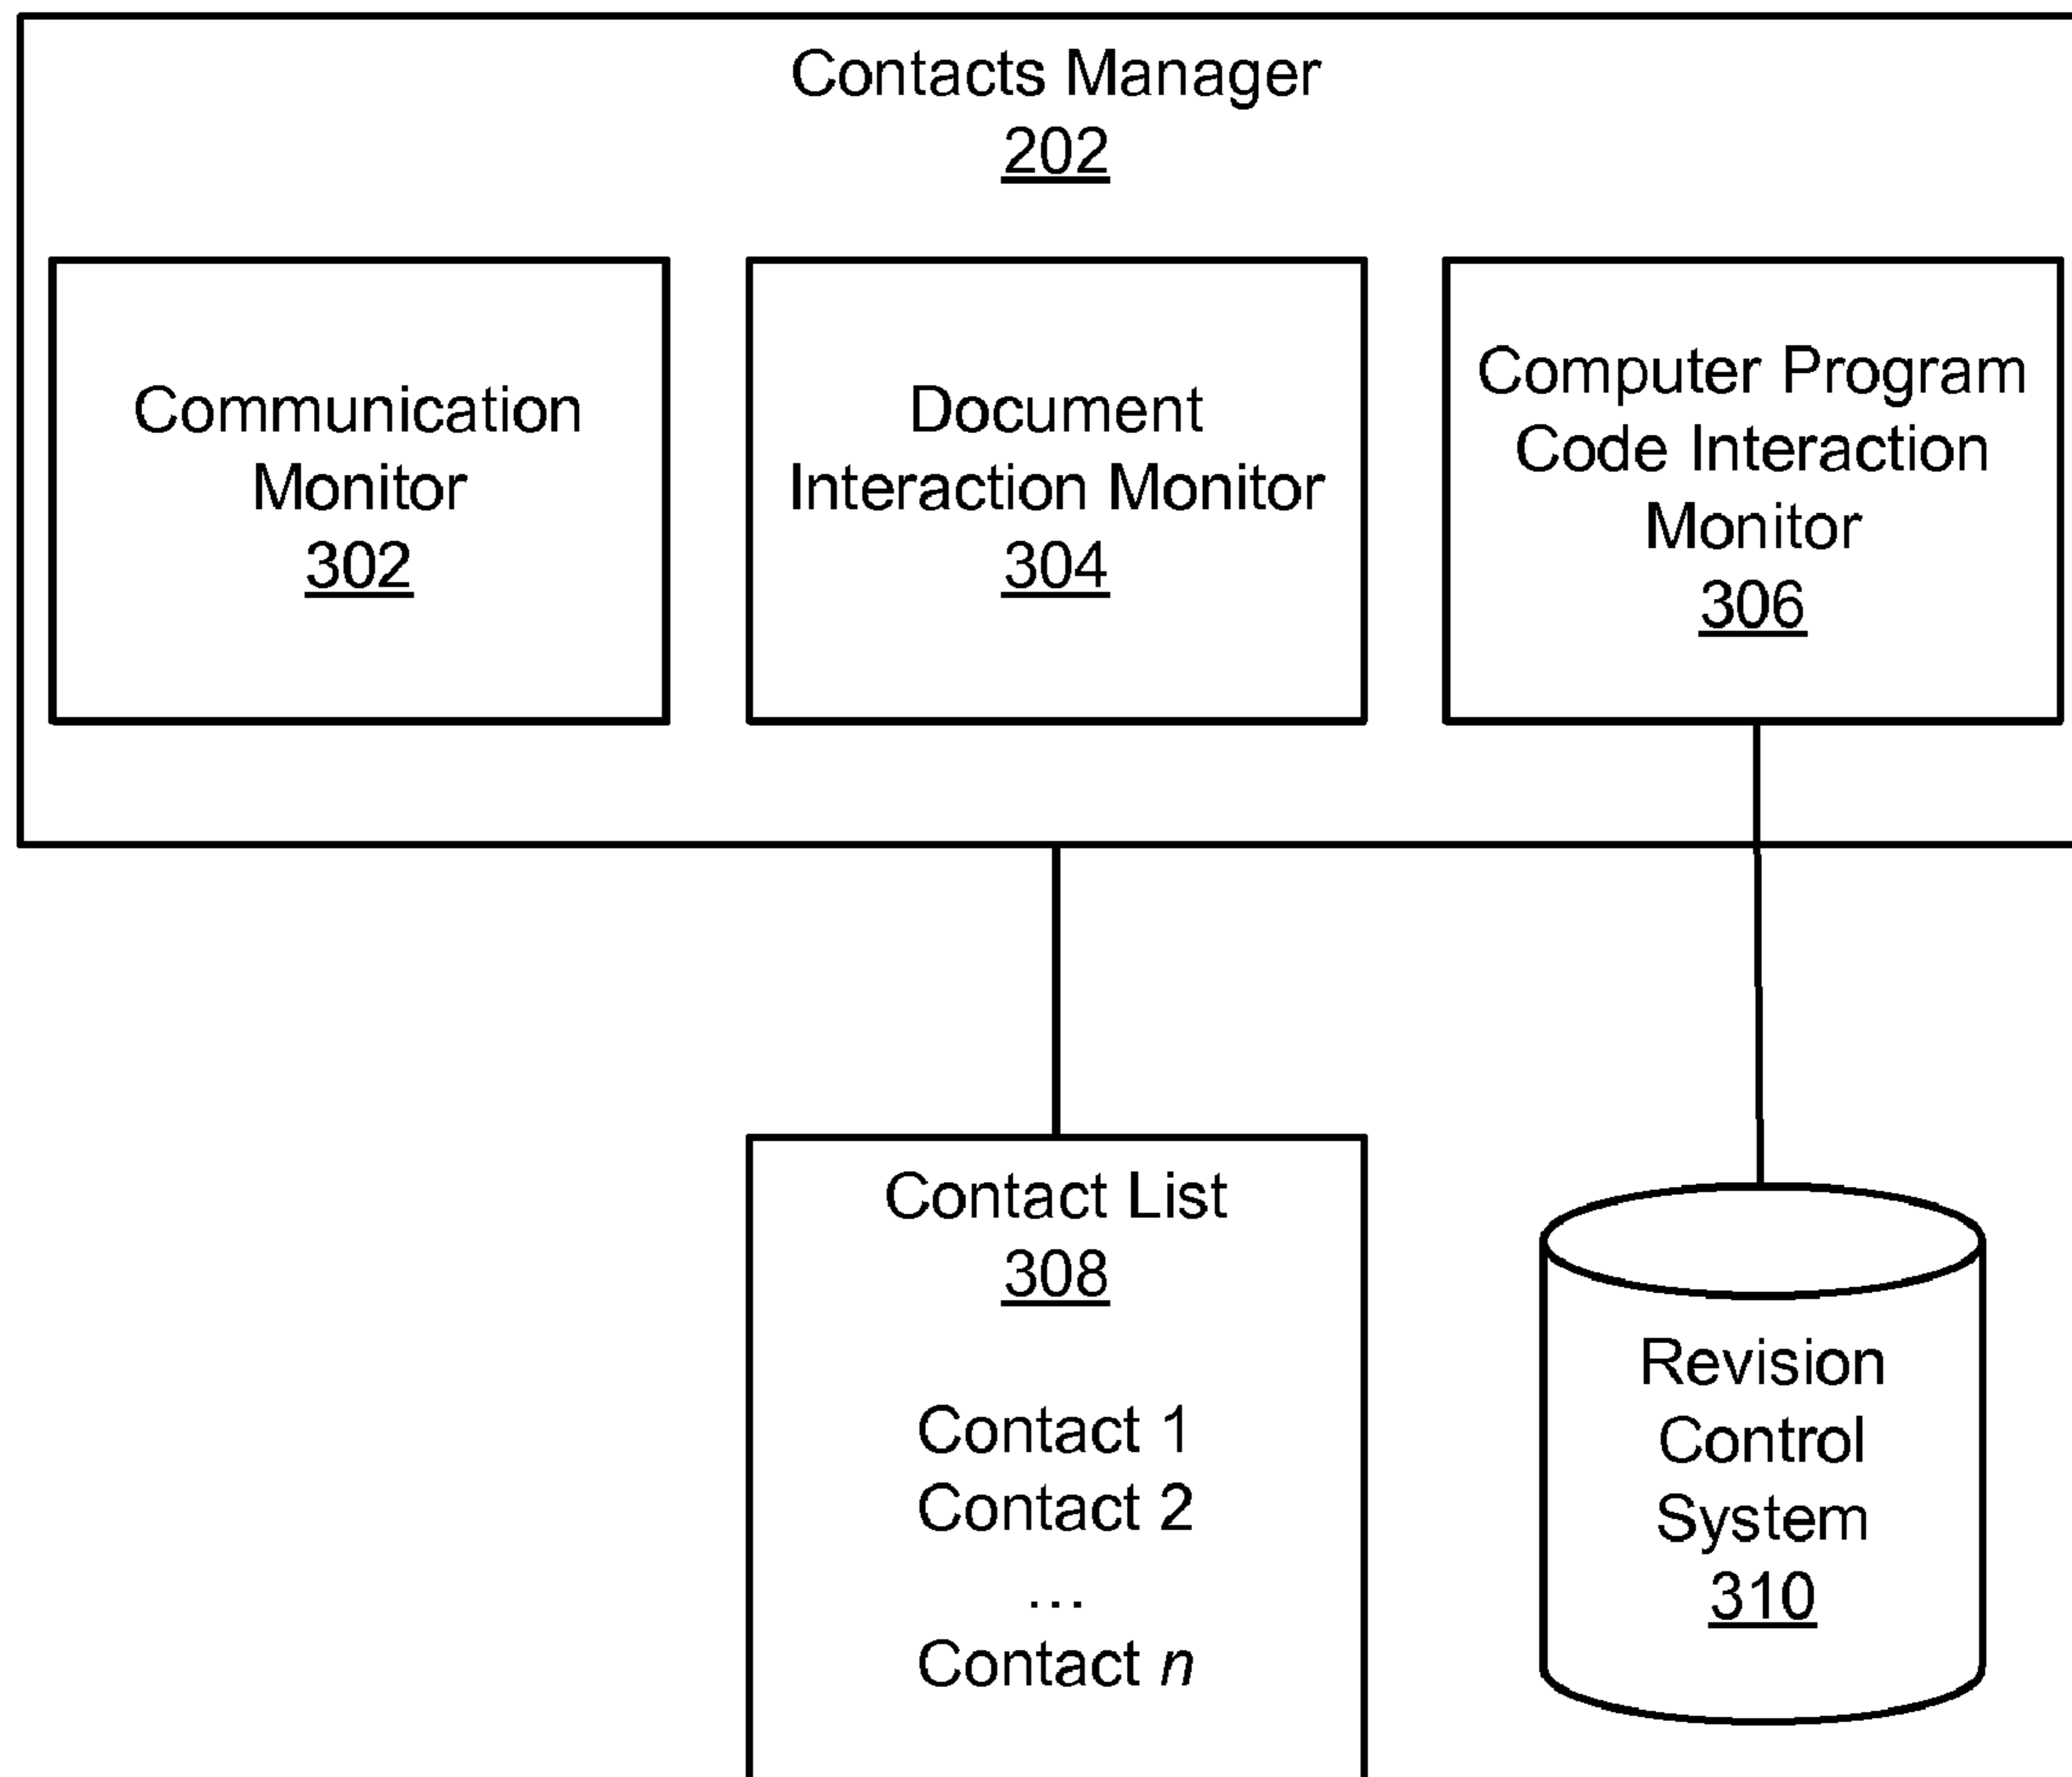 Contacts Manager
202
Communication
Monitor
302
Document
Interaction Monitor
304
Computer Program
Code Interaction
Monitor
306
Contact List
308
Contact 1
Contact 2
...
Contact n
Revision
Control
System
310